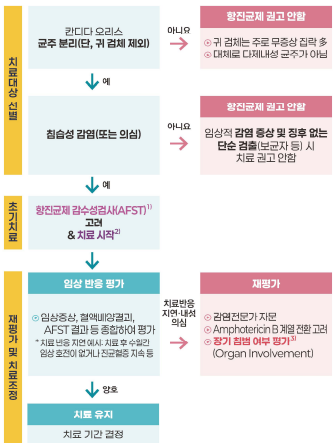 치료대상 선별
칸디다 오리스
균주 분리(단, 귀 검체 제외)
아니요
항진균제 권고 안함
⊙ 귀 검체는 주로 무증상 집락 多
⊙ 대체로 다제내성 균주가 아님
예
침습성 감염(또는 의심)
아니요
항진균제 권고 안함
임상적 감염 증상 및 징후 없는
단순 검출(보균자 등) 시
치료 권고 안함
예
초기치료
항진균제 감수성검사(AFST)1)
고려
& 치료 시작2)
재평가 및 치료조정
임상 반응 평가
⊙ 임상증상, 혈액배양결과,
AFST 결과 등 종합하여 평가
* 치료 반응 지연 예시: 치료 후 수일간
임상 호전이 없거나 진균혈증 지속 등
치료반응
지연·내성
의심
재평가
⊙ 감염전문가 자문
⊙ Amphotericin B 계열 전환 고려
⊙ 장기 침범 여부 평가3)
(Organ Involvement)
양호
치료 유지
치료 기간 결정